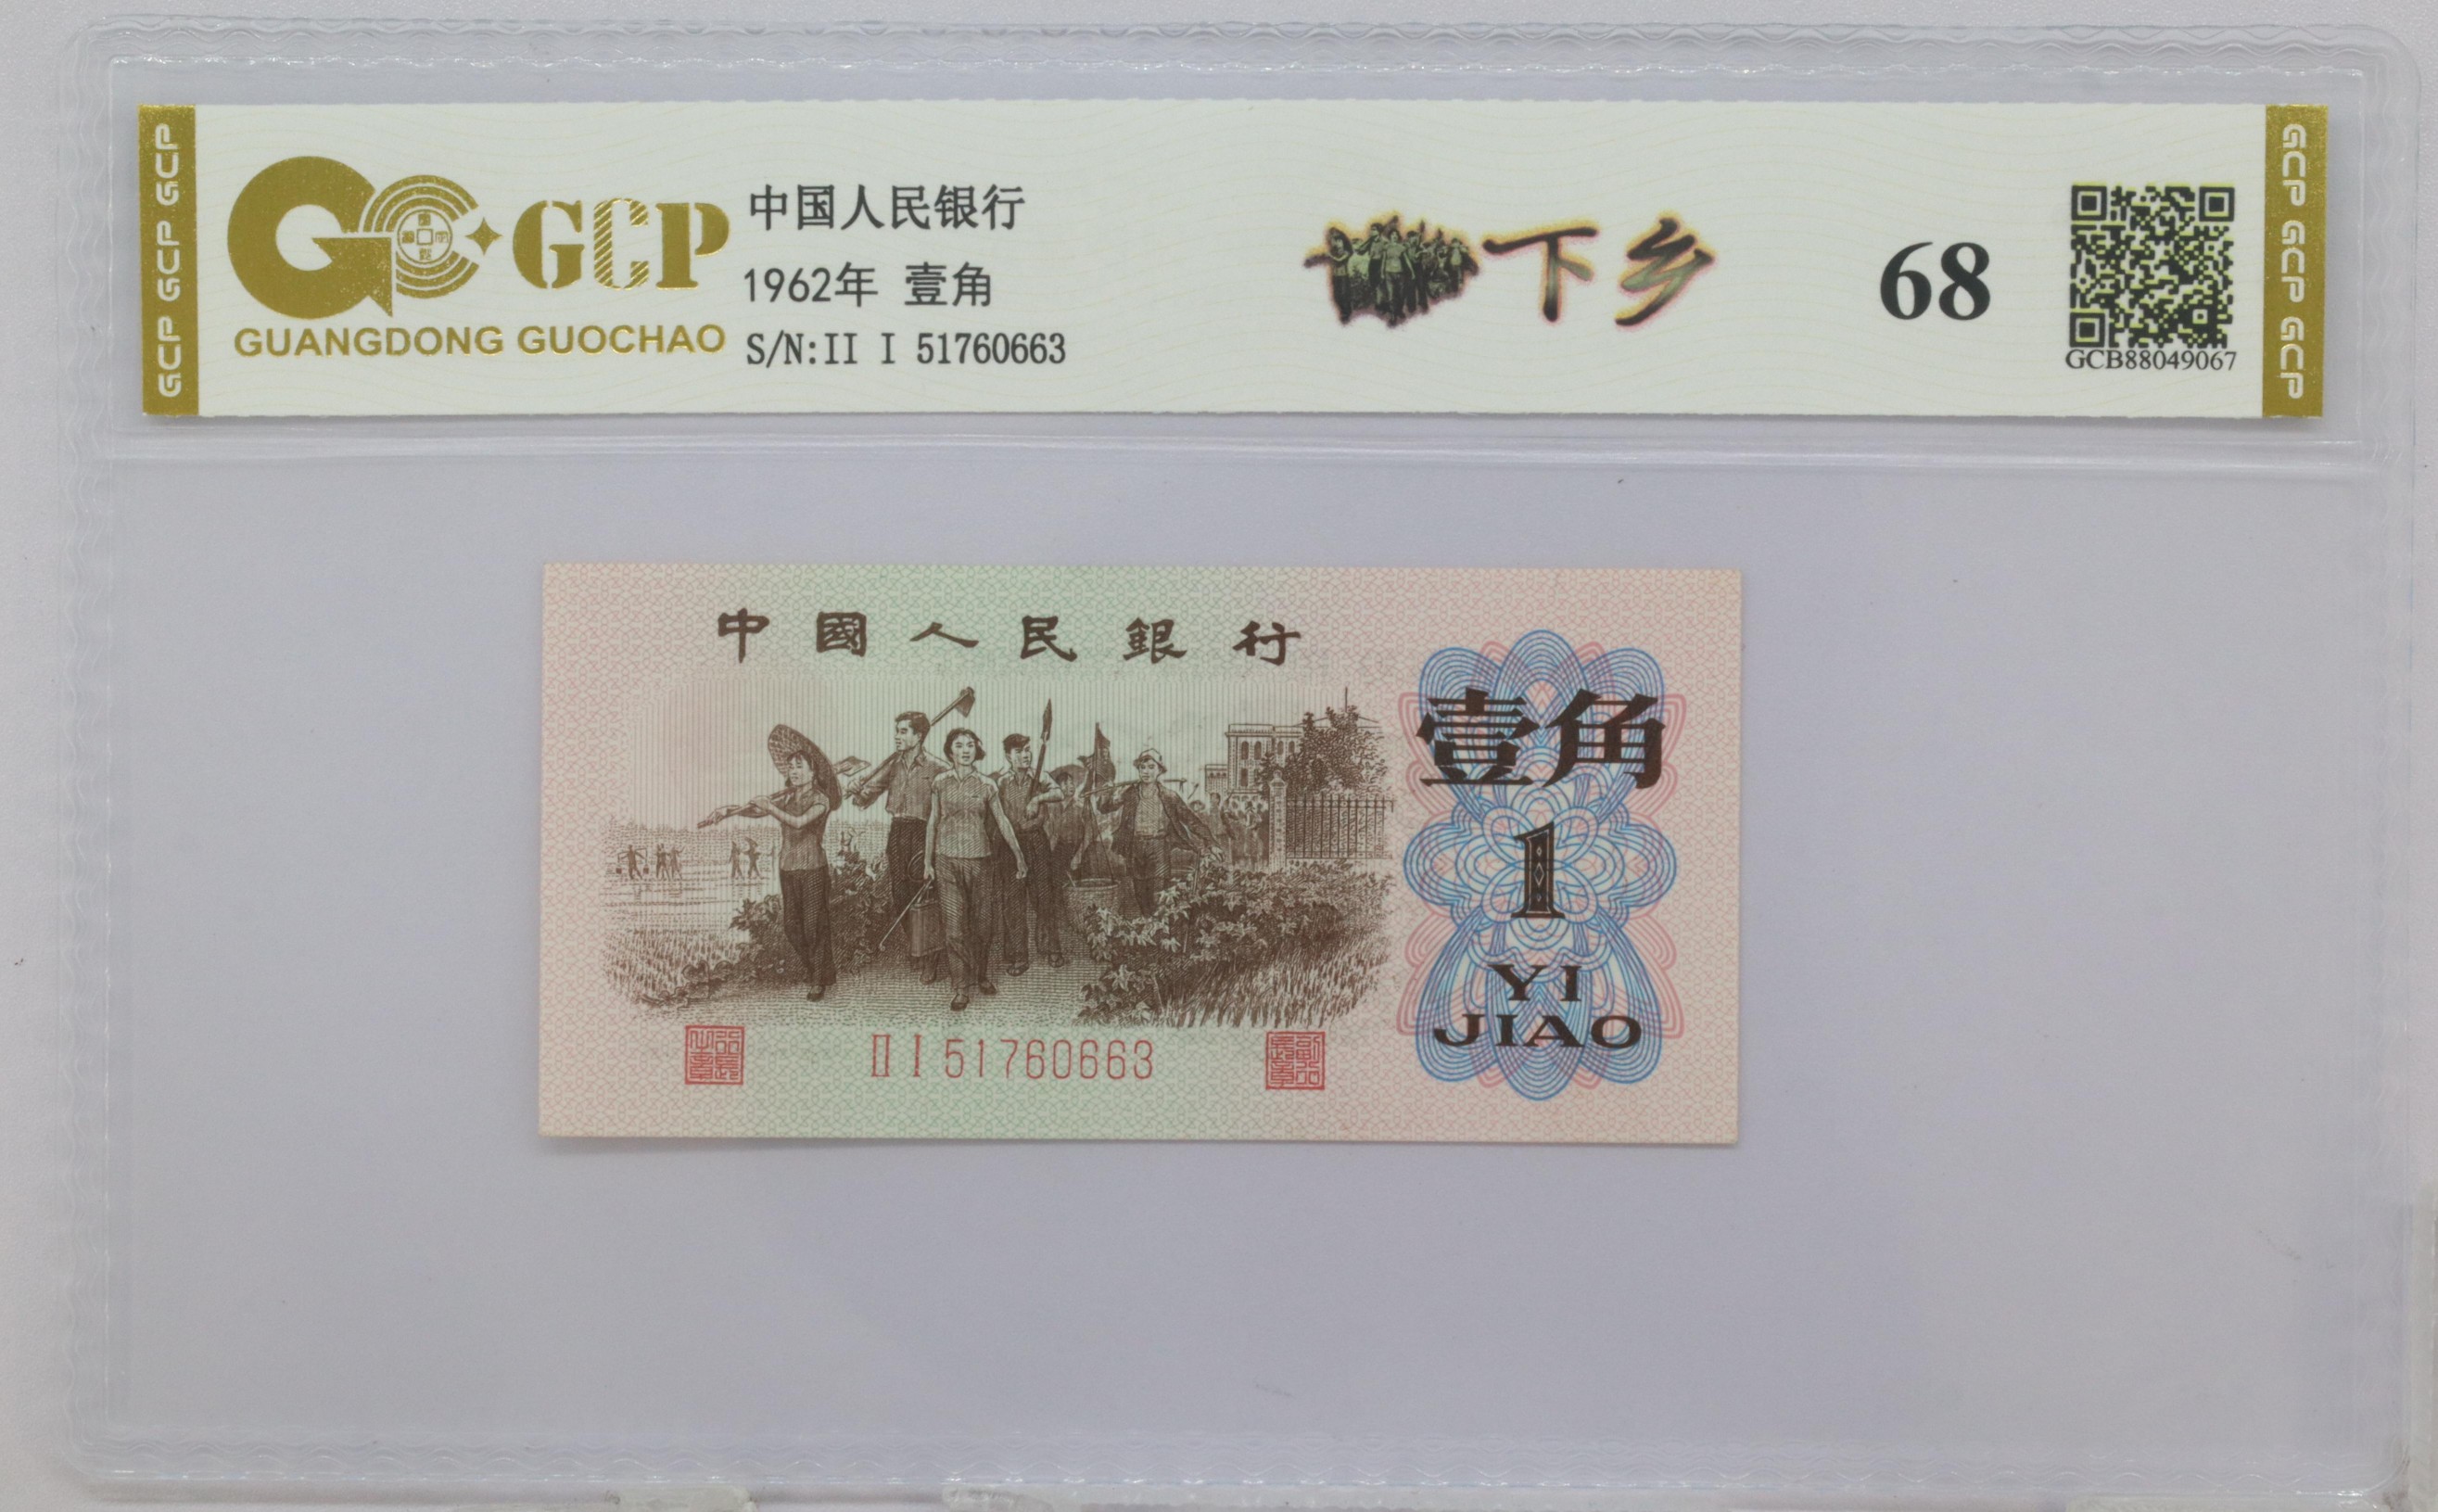 GCP GCP GCP
GCP
GUANGDONG GUOCHAO
中国人民银行
1962年 壹角
S/N:II I 51760663
下乡
68
GCB88049067
GCP GCP GCP
中國人民銀行
壹角
1
YI
JIAO
II I 51760663